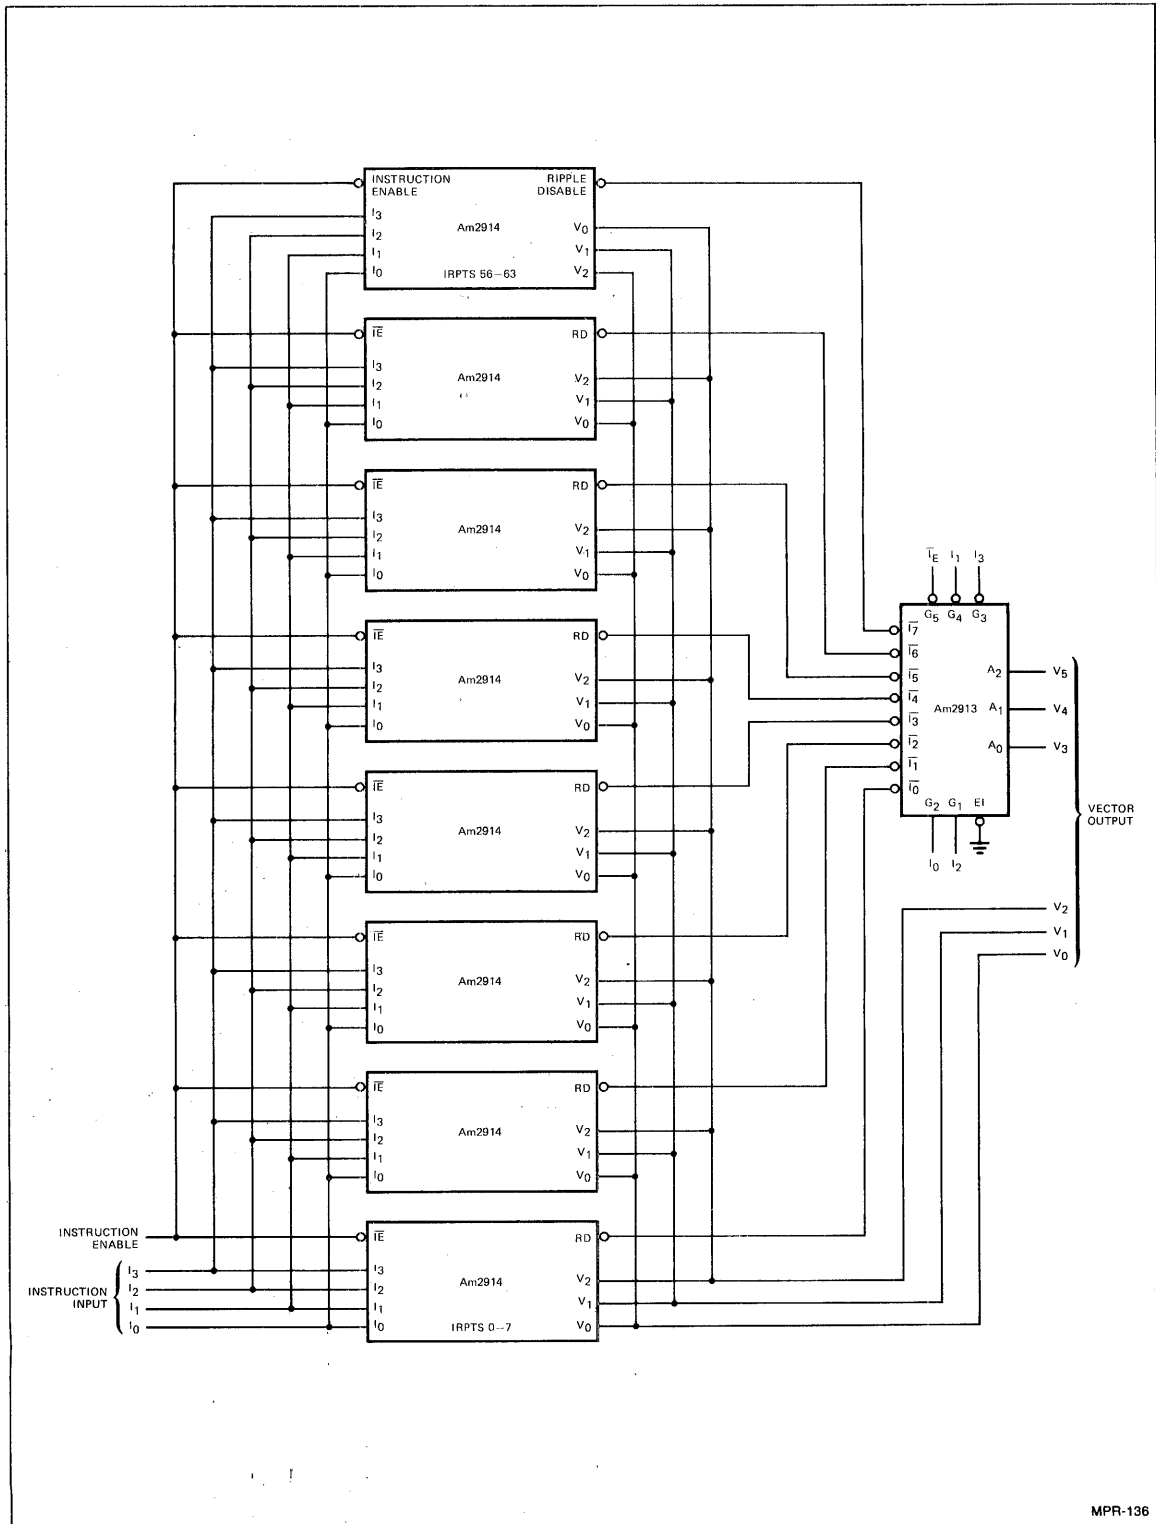 INSTRUCTION
ENABLE
RIPPLE
DISABLE
I3
I2
Am2914
I1
I0
IRPTS 56–63
V0
V1
V2
IE
RD
I3
I2
Am2914
I1
I0
V2
V1
V0
IE
RD
I3
I2
Am2914
I1
I0
V2
V1
V0
IE
RD
I3
I2
Am2914
I1
I0
V2
V1
V0
IE
RD
I3
I2
Am2914
I1
I0
V2
V1
V0
IE
RD
I3
I2
Am2914
I1
I0
V2
V1
V0
IE
RD
I3
I2
Am2914
I1
I0
V2
V1
V0
IE
RD
I3
I2
Am2914
I1
I0
IRPTS 0–7
V2
V1
V0
INSTRUCTION
ENABLE
INSTRUCTION
INPUT
I3
I2
I1
I0
IE I1 I3
G5 G4 G3
I7
I6
I5
I4
I3
I2
I1
I0
Am2913
A2
A1
A0
G2 G1 EI
I0 I2
V5
V4
V3
VECTOR
OUTPUT
V2
V1
V0
MPR-136